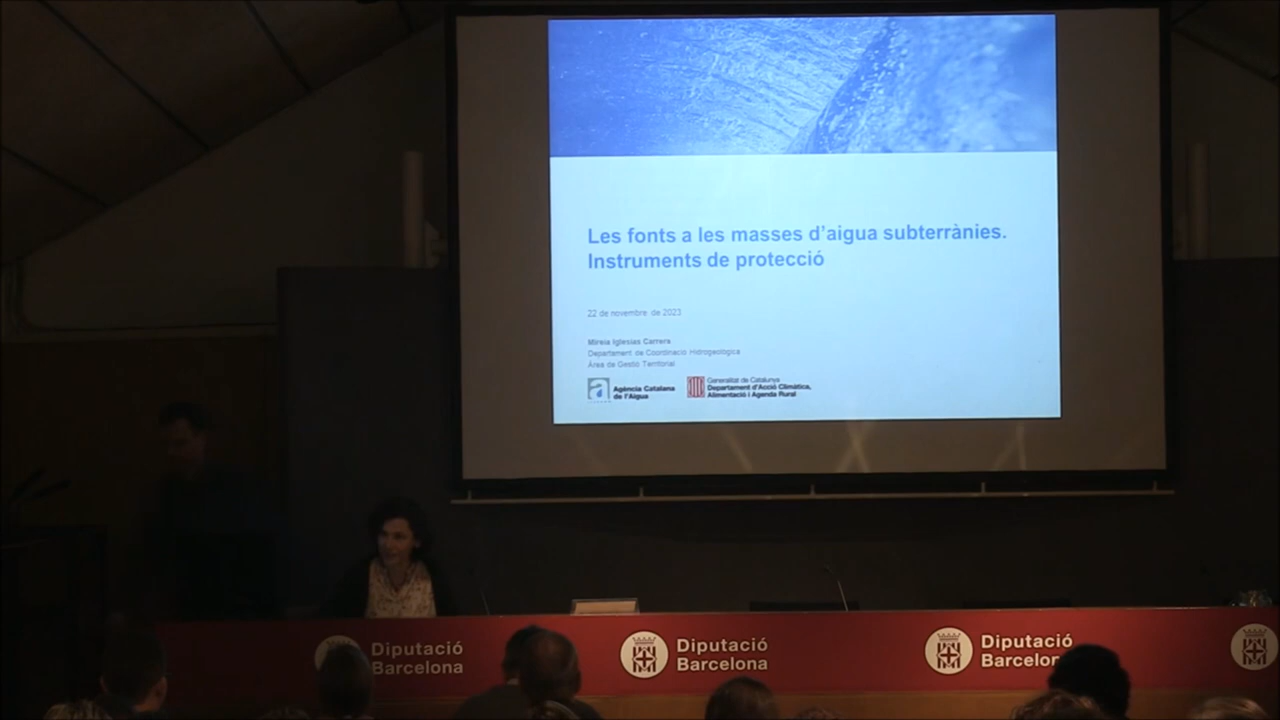 Les fonts a les masses d'aigua subterrànies.
Instruments de protecció
22 de novembre de 2023
Mireia Iglesias Carrera
Departament de Coordinació Hidrogeològica
Àrea de Gestió Territorial
Agència Catalana
de l'Aigua
Generalitat de Catalunya
Departament d'Acció Climàtica,
Alimentació i Agenda Rural
Diputació
Barcelona
Diputació
Barcelona
Diputació
Barcelona